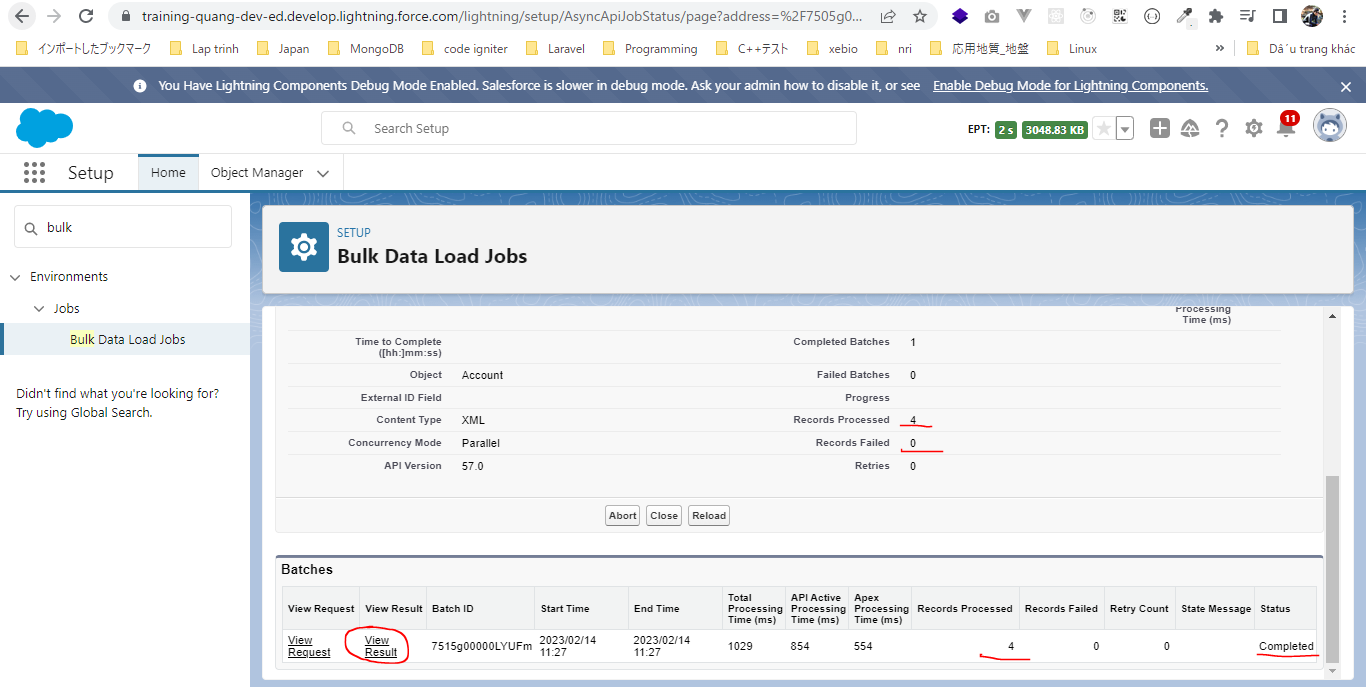 training-quang-dev-ed.develop.lightning.force.com/lightning/setup/AsyncApiJobStatus/page?address=%2F7505g0...
インポートしたブックマーク Lap trinh Japan MongoDB code igniter Laravel Programming C++テスト xebio nri 応用地質_地盤 Linux » Dấu trang khác
You Have Lightning Components Debug Mode Enabled. Salesforce is slower in debug mode. Ask your admin how to disable it, or see Enable Debug Mode for Lightning Components.
Search Setup
EPT: 2 s 3048.83 KB
11
Setup Home Object Manager
bulk
Environments
Jobs
Bulk Data Load Jobs
Didn't find what you're looking for?
Try using Global Search.
SETUP
Bulk Data Load Jobs
Processing
Time (ms)
Time to Complete
([hh:]mm:ss)
Completed Batches 1
Object Account Failed Batches 0
External ID Field Progress
Content Type XML Records Processed 4
Concurrency Mode Parallel Records Failed 0
API Version 57.0 Retries 0
Abort Close Reload
Batches
View Request View Result Batch ID Start Time End Time Total Processing Time (ms) API Active Processing Time (ms) Apex Processing Time (ms) Records Processed Records Failed Retry Count State Message Status
View Request View Result 7515g00000LYUFm 2023/02/14 11:27 2023/02/14 11:27 1029 854 554 4 0 0 Completed